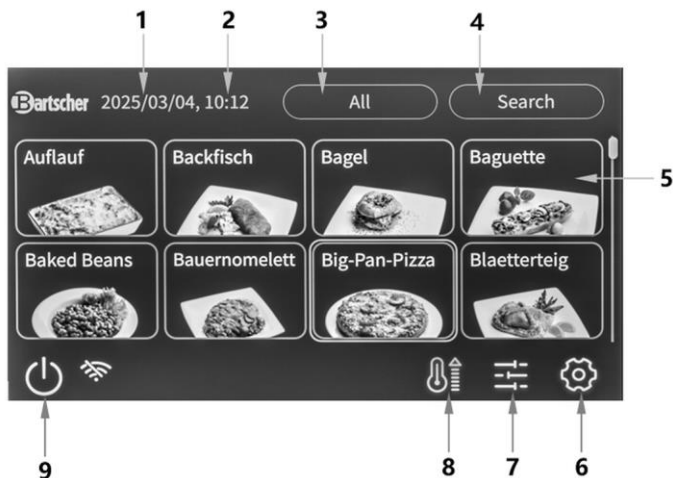 1 2 3 4
Bartscher 2025/03/04, 10:12 All Search
Auflauf Backfisch Bagel Baguette
5
Baked Beans Bauernomelett Big-Pan-Pizza Blaetterteig
9 8 7 6